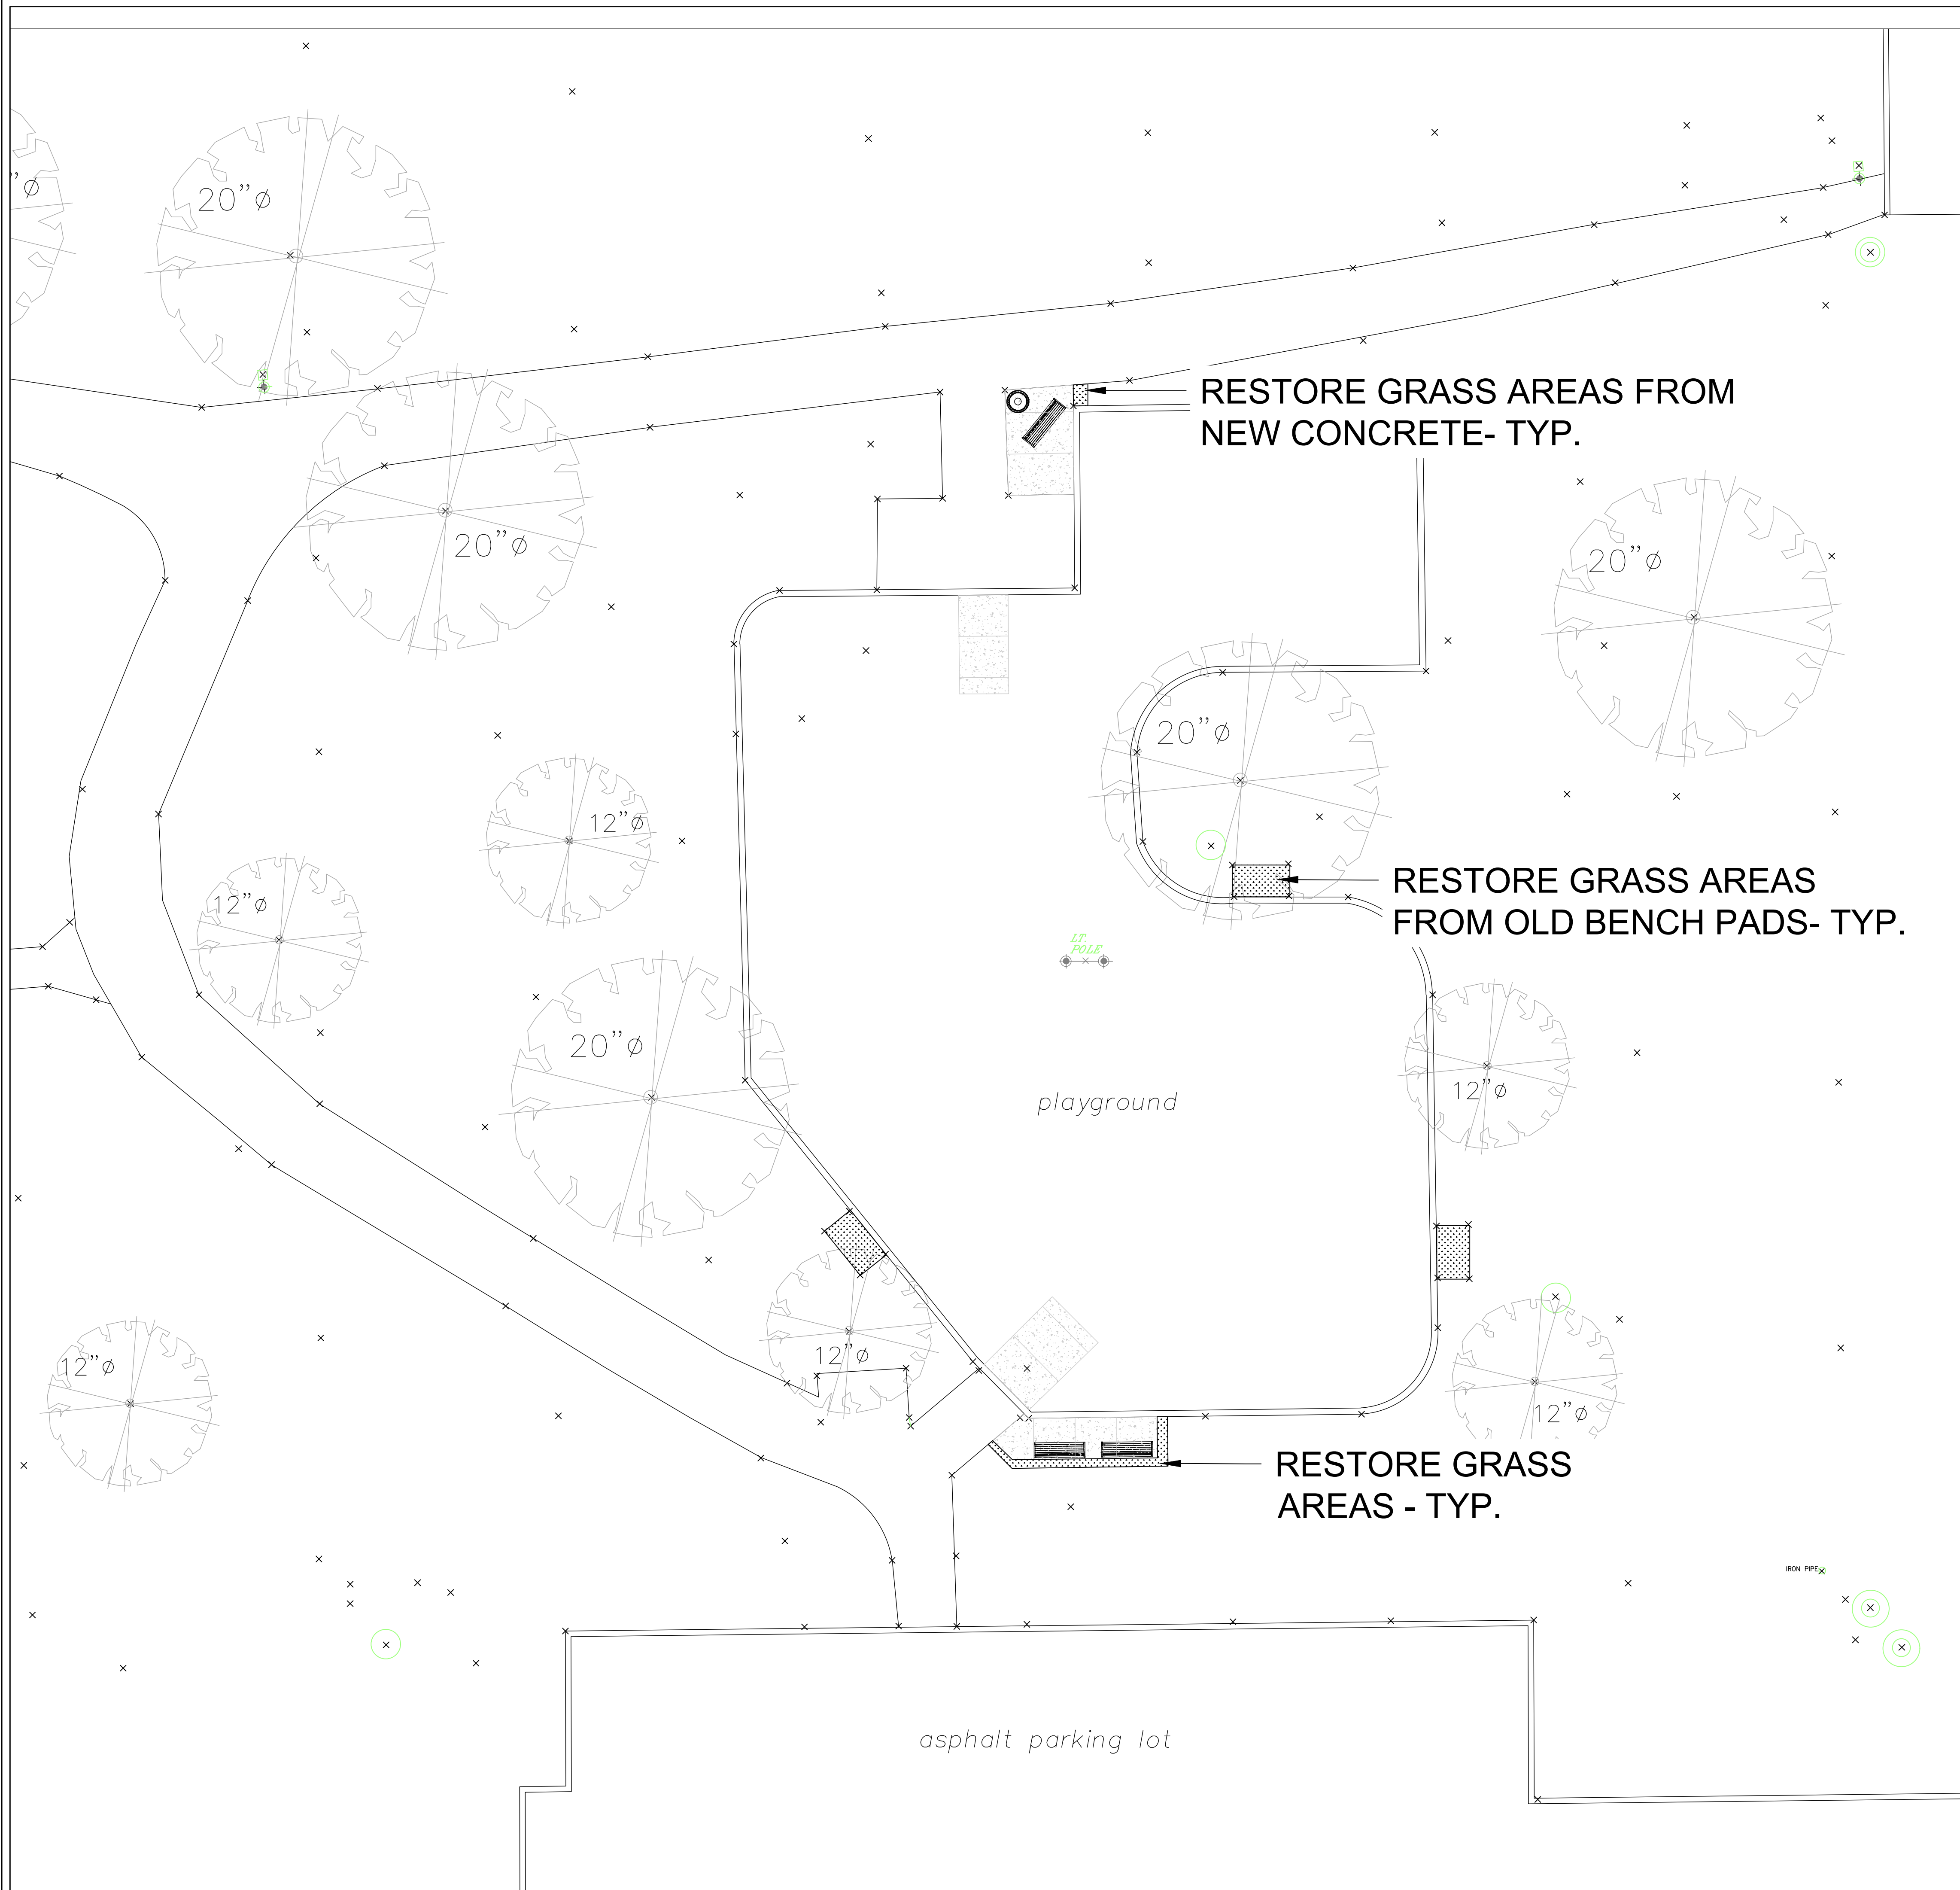 "ø
20"ø
RESTORE GRASS AREAS FROM
NEW CONCRETE- TYP.
20"ø
20"ø
20"ø
12"ø
RESTORE GRASS AREAS
FROM OLD BENCH PADS- TYP.
12"ø
LT.
POLE
20"ø
12"ø
playground
12"ø
12"ø
12"ø
RESTORE GRASS
AREAS - TYP.
IRON PIPE
asphalt parking lot